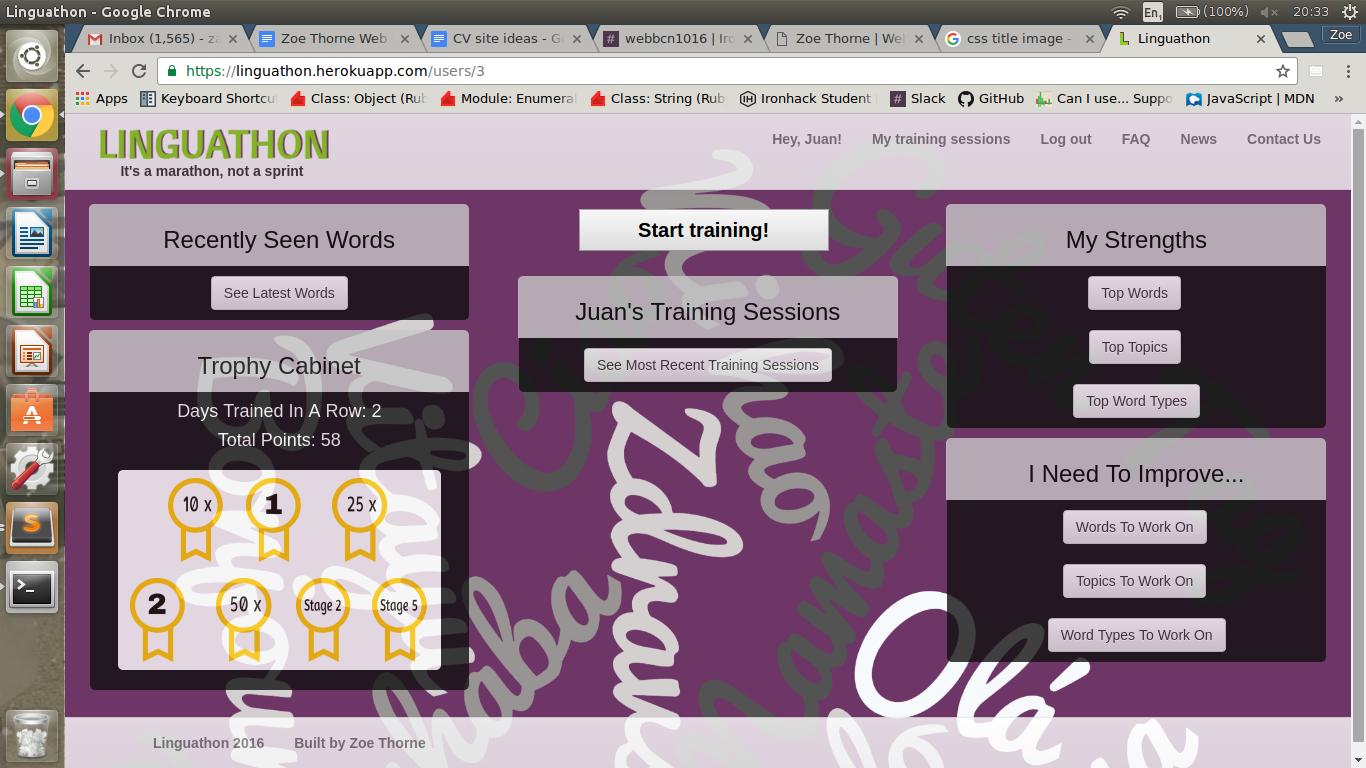 Linguathon - Google Chrome
En1
(100%)
20:33
Inbox (1,565) - za
Zoe Thorne Web
CV site ideas - G
webbcn1016 | Iro
Zoe Thorne | Web
css title image -
Linguathon
Zoe
https://linguathon.herokuapp.com/users/3
Apps
Keyboard Shortcu
Class: Object (Rub
Module: Enumeral
Class: String (Rub
Ironhack Student
Slack
GitHub
Can I use... Suppo
JavaScript | MDN
»
LINGUATHON
It's a marathon, not a sprint
Hey, Juan!
My training sessions
Log out
FAQ
News
Contact Us
Recently Seen Words
See Latest Words
Trophy Cabinet
Days Trained In A Row: 2
Total Points: 58
10 x
1
25 x
2
50 x
Stage 2
Stage 5
Start training!
Juan's Training Sessions
See Most Recent Training Sessions
My Strengths
Top Words
Top Topics
Top Word Types
I Need To Improve...
Words To Work On
Topics To Work On
Word Types To Work On
Namaste
Olá
Linguathon 2016
Built by Zoe Thorne